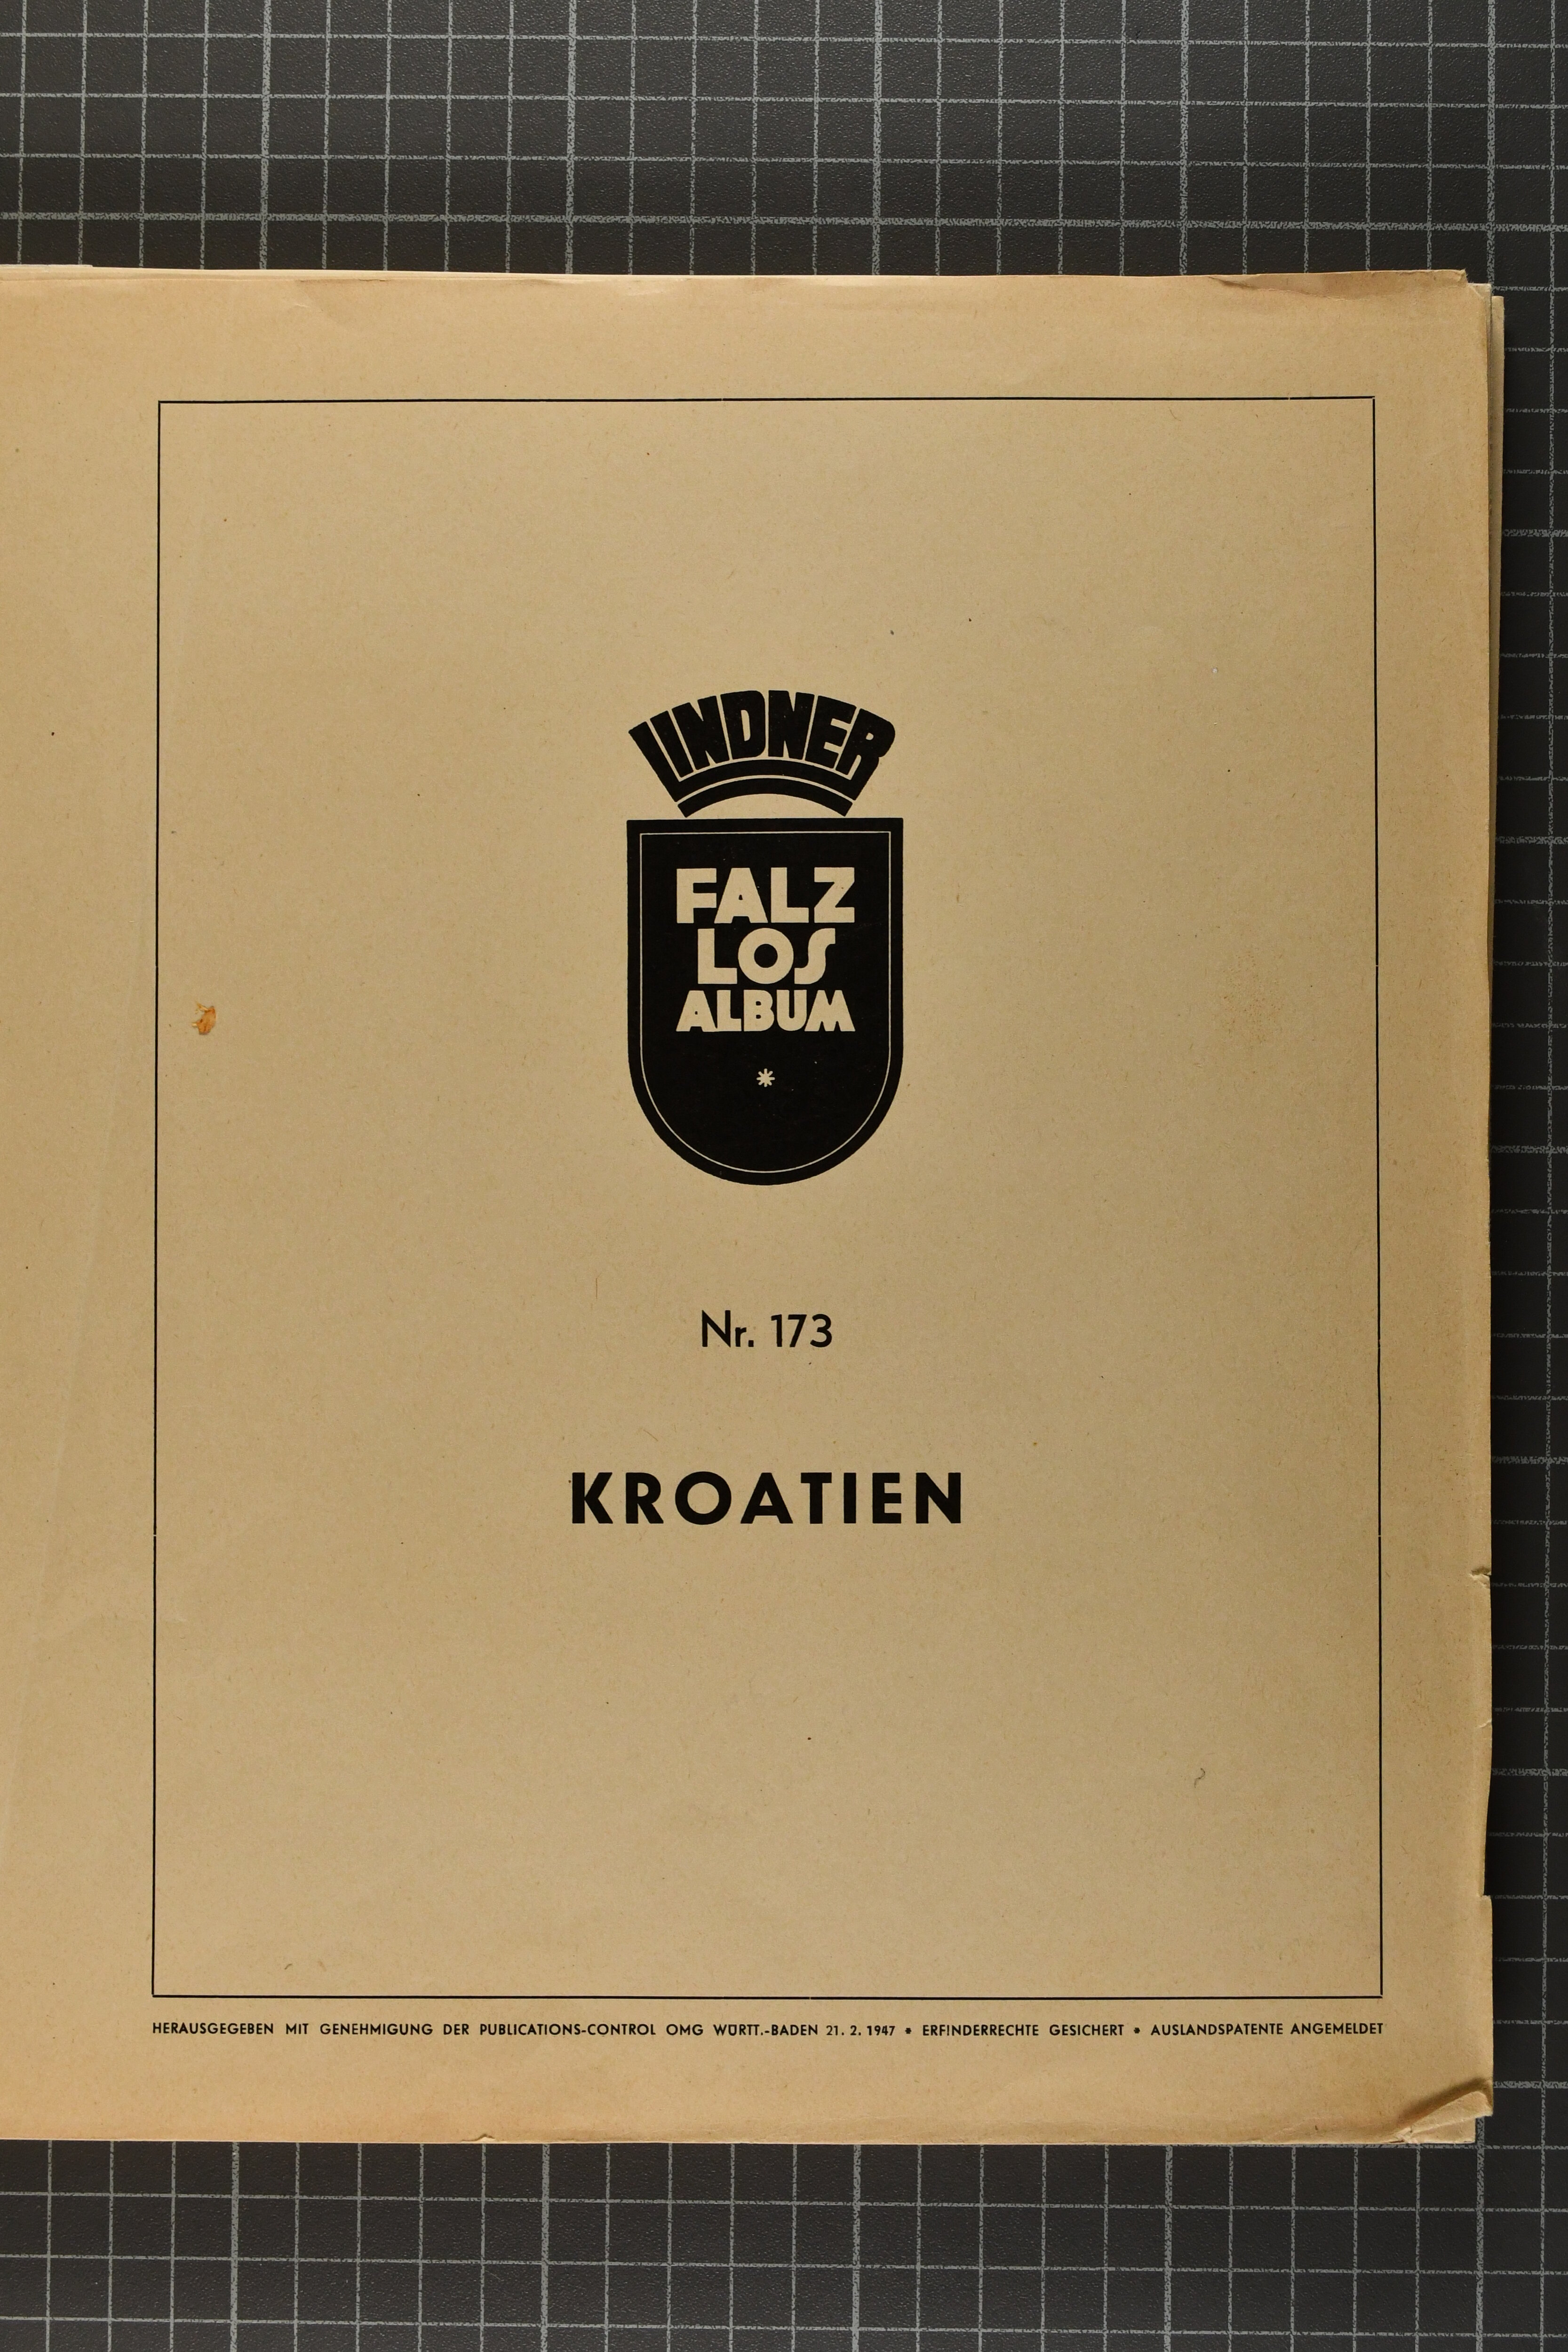 LINDNER
FALZ
LOS
ALBUM
Nr. 173
KROATIEN
HERAUSGEGEBEN MIT GENEHMIGUNG DER PUBLICATIONS-CONTROL OMG WÜRTT.-BADEN 21. 2. 1947 * ERFINDERRECHTE GESICHERT * AUSLANDSPATENTE ANGEMELDET